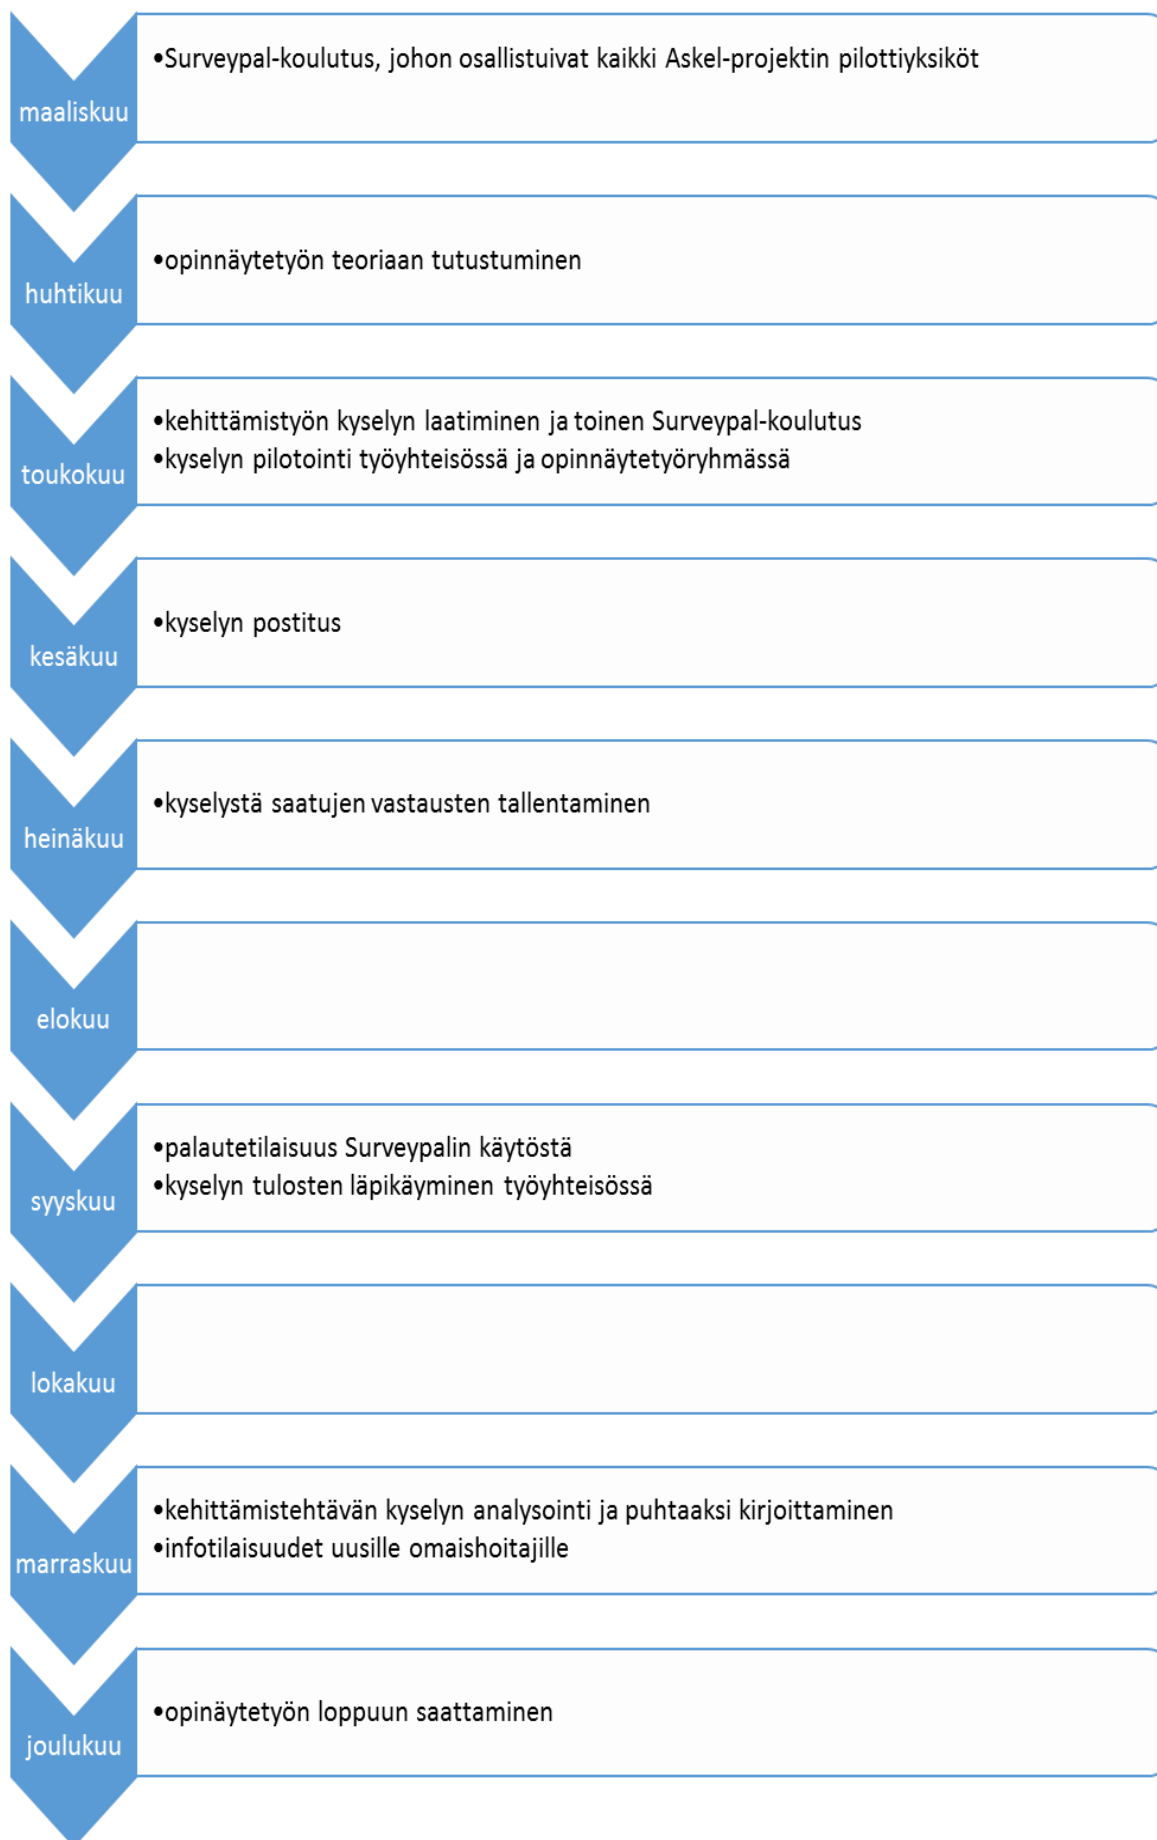 •Surveypal-koulutus, johon osallistuivat kaikki Askel-projektin pilottiyksiköt
maaliskuu
•opinnäytetyön teoriaan tutustuminen
huhtikuu
•kehittämistyön kyselyn laatiminen ja toinen Surveypal-koulutus
•kyselyn pilotointi työyhteisössä ja opinnäytetyöryhmässä
toukokuu
•kyselyn postitus
kesäkuu
•kyselystä saatujen vastausten tallentaminen
heinäkuu
elokuu
•palautetilaisuus Surveypalin käytöstä
•kyselyn tulosten läpikäyminen työyhteisössä
syyskuu
lokakuu
•kehittämistehtävän kyselyn analysointi ja puhtaaksi kirjoittaminen
•infotilaisuudet uusille omaishoitajille
marraskuu
•opinäytetyön loppuun saattaminen
joulukuu